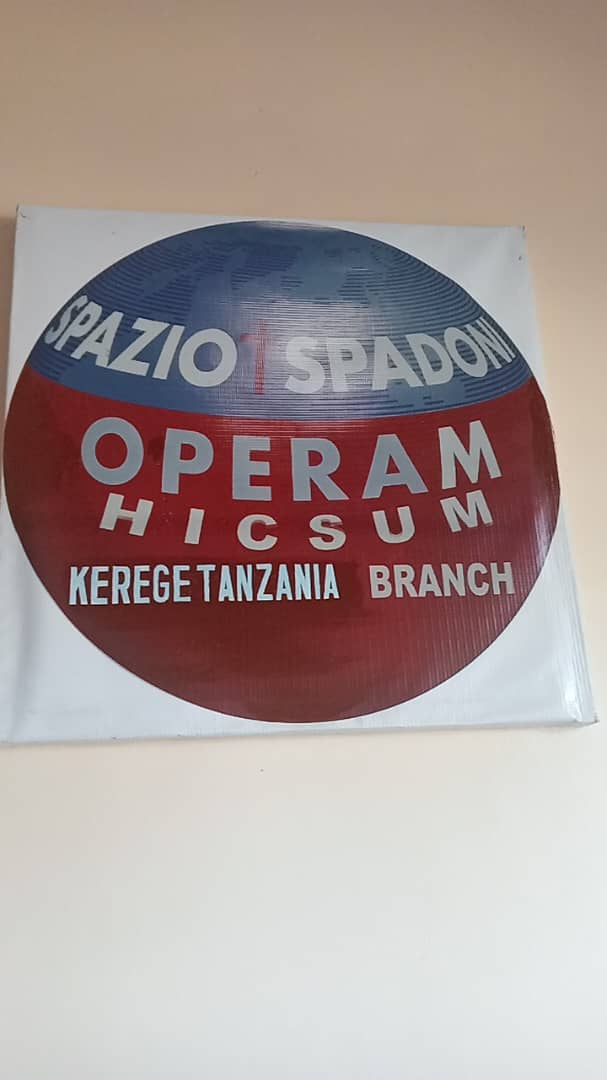 SPAZIO SPADONI
OPERAM
HICSUM
KEREGE TANZANIA BRANCH